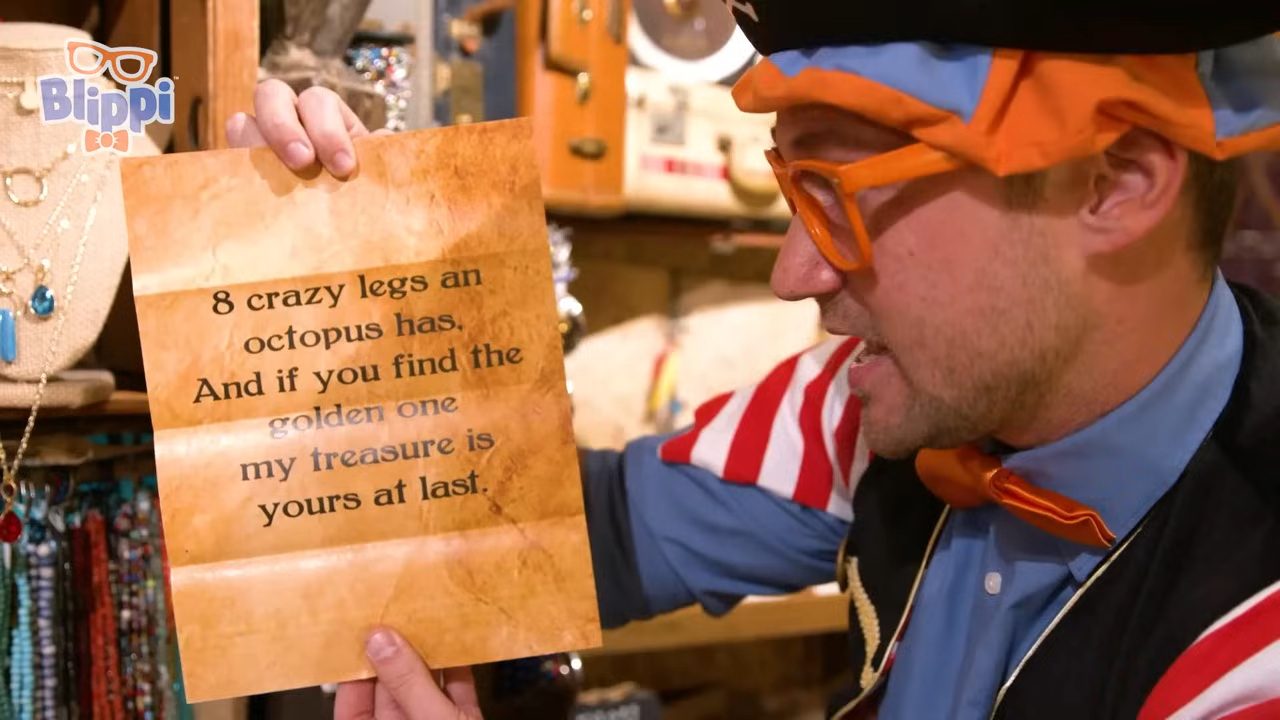 Blippi
8 crazy legs an
octopus has,
And if you find the
golden one
my treasure is
yours at last.